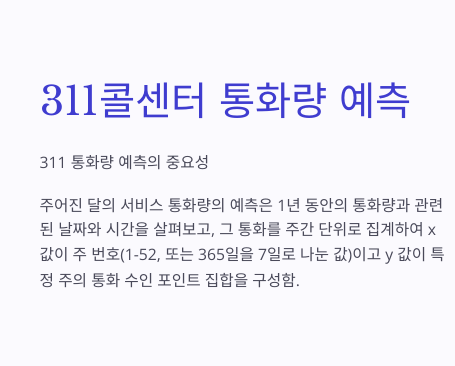 311콜센터 통화량 예측
311 통화량 예측의 중요성
주어진 달의 서비스 통화량의 예측은 1년 동안의 통화량과 관련
된 날짜와 시간을 살펴보고, 그 통화를 주간 단위로 집계하여 x
값이 주 번호(1-52, 또는 365일을 7일로 나눈 값)이고 y 값이 특
정 주의 통화 수인 포인트 집합을 구성함.